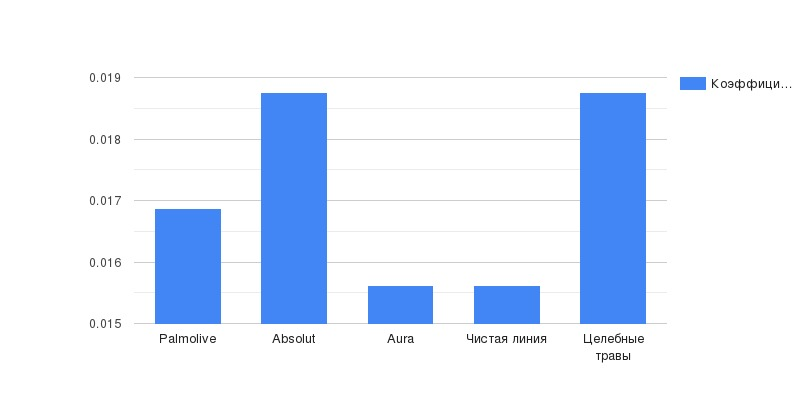 0.019
Коэффици...
0.018
0.017
0.016
0.015
Palmolive
Absolut
Aura
Чистая линия
Целебные
травы